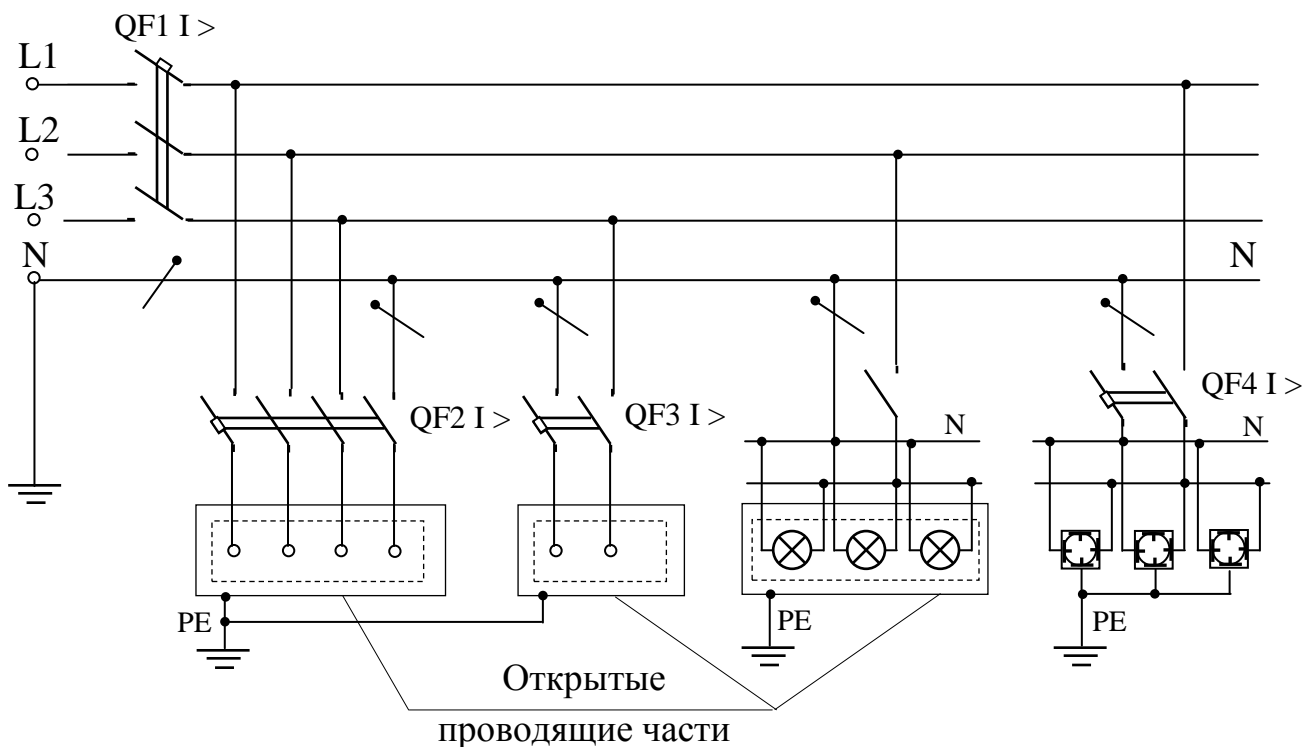 QF1 I >
L1
L2
L3
N
N
QF2 I >
QF3 I >
QF4 I >
N
N
PE
PE
PE
Открытые
проводящие части